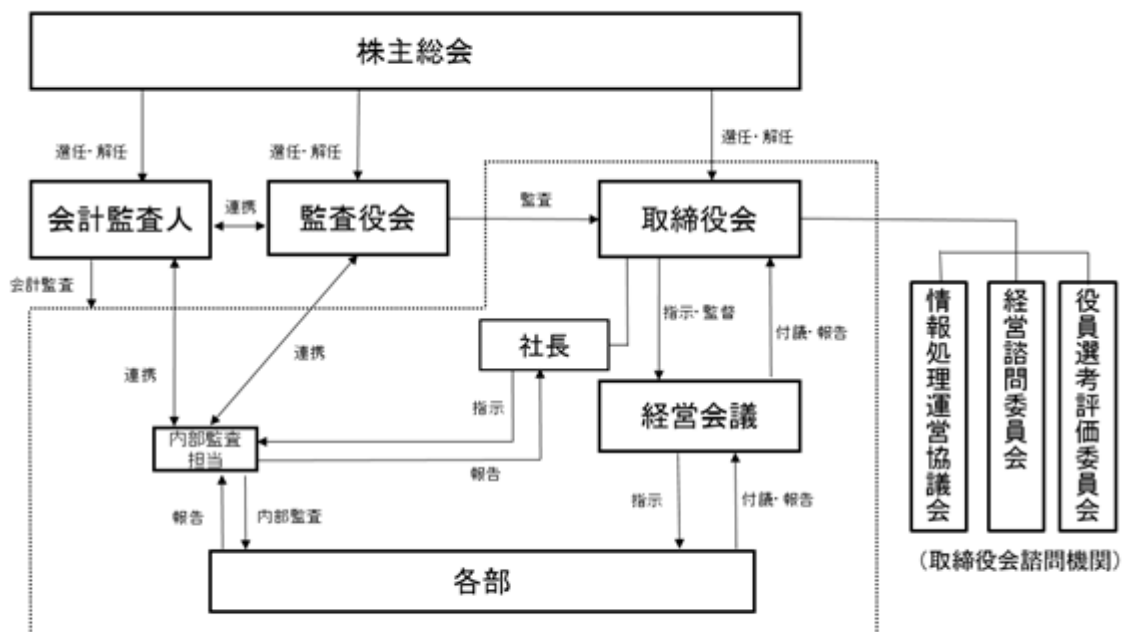 株主総会
選任・解任
選任・解任
選任・解任
会計監査人
連携
監査役会
監査
取締役会
会計監査
連携
連携
社長
指示・監督
付議・報告
指示
経営会議
内部監査
担当
報告
報告
内部監査
指示
付議・報告
各部
情報処理運営協議会
経営諮問委員会
役員選考評価委員会
（取締役会諮問機関）